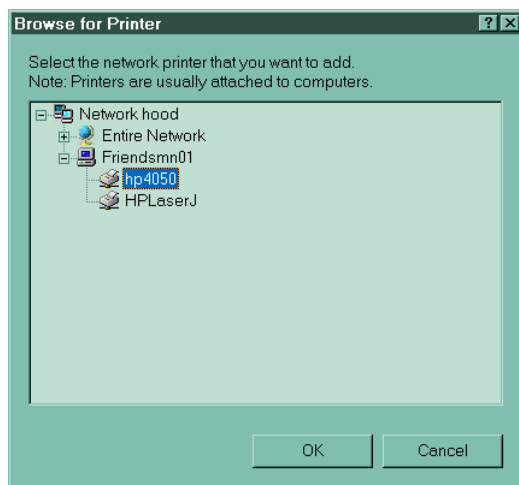 Browse for Printer
Select the network printer that you want to add.
Note: Printers are usually attached to computers.
Network hood
Entire Network
Friendsmn01
hp4050
HPLaserJ
OK
Cancel